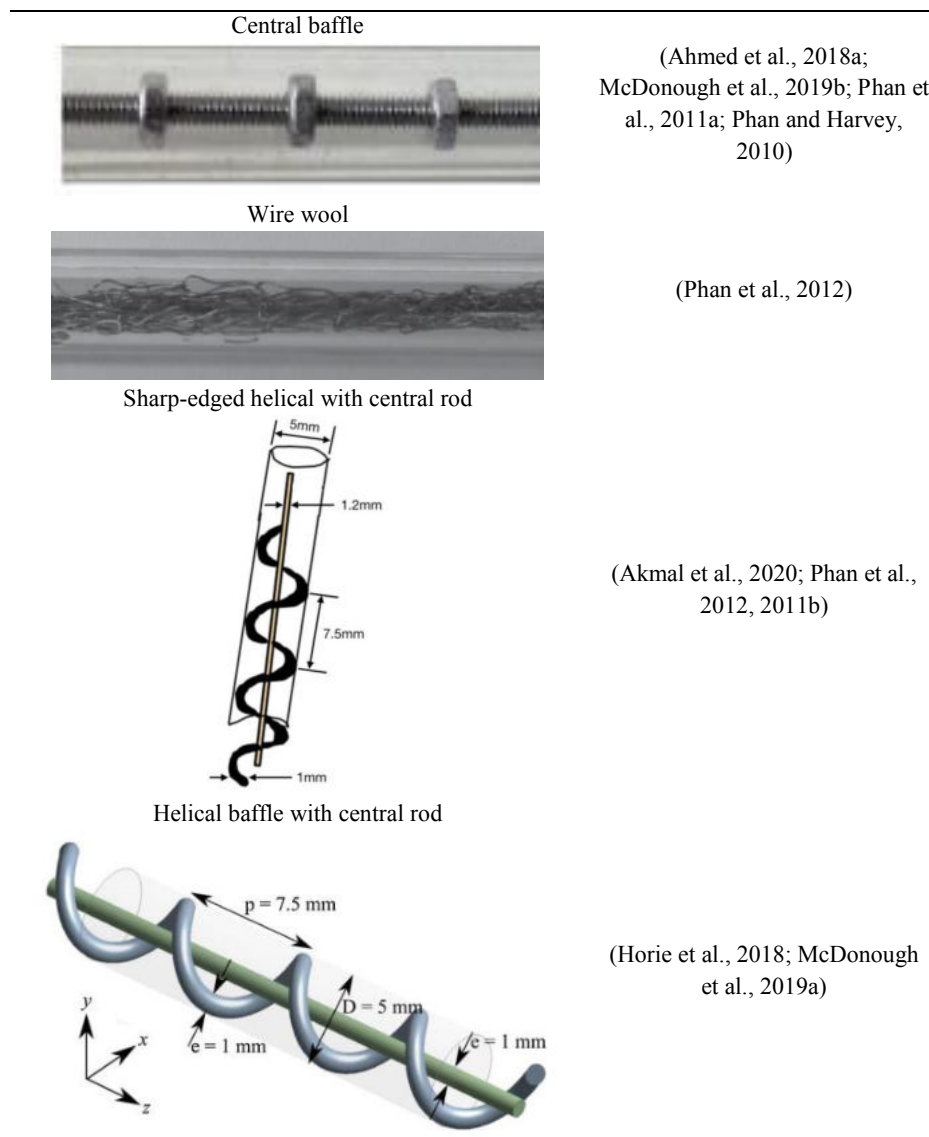 Central baffle
(Ahmed et al., 2018a;
McDonough et al., 2019b; Phan et
al., 2011a; Phan and Harvey,
2010)
Wire wool
(Phan et al., 2012)
Sharp-edged helical with central rod
5mm
1.2mm
7.5mm
1mm
(Akmal et al., 2020; Phan et al.,
2012, 2011b)
Helical baffle with central rod
p = 7.5 mm
D = 5 mm
e = 1 mm
e = 1 mm
y
x
z
(Horie et al., 2018; McDonough
et al., 2019a)